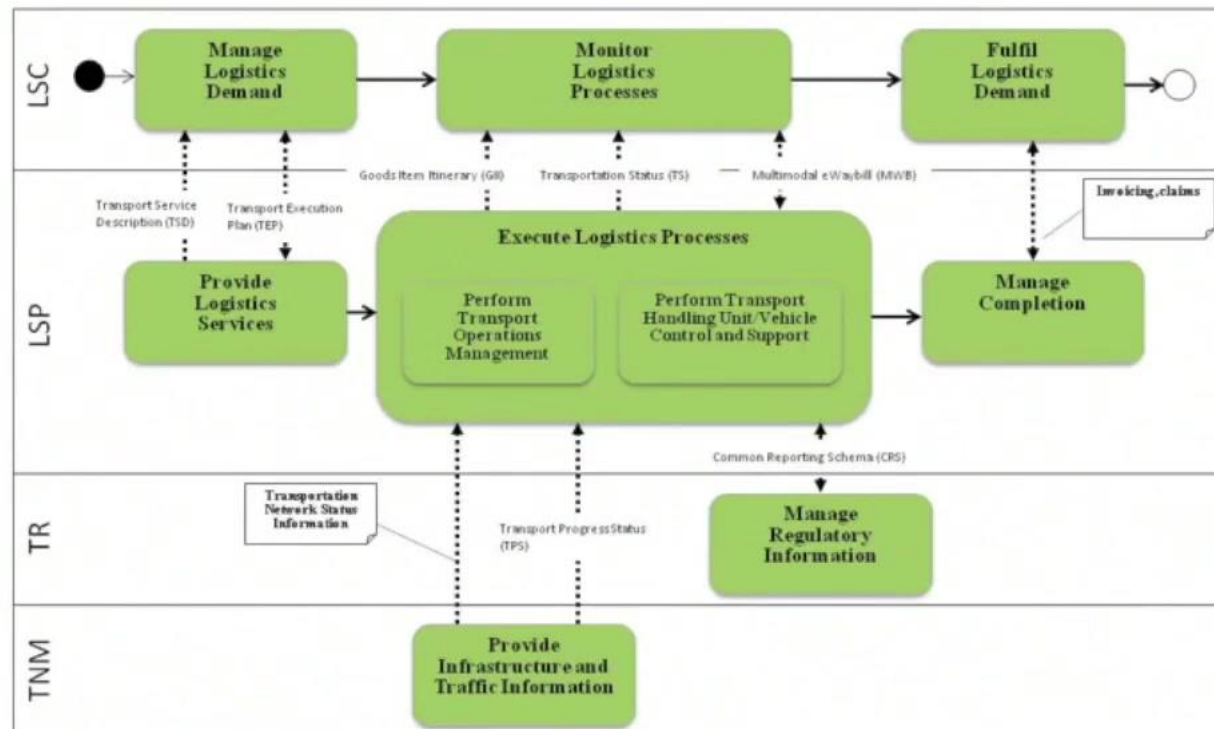 LSC
Manage
Logistics
Demand
Monitor
Logistics
Processes
Fulfil
Logistics
Demand
Goods Item Itinerary (GII)
Transportation Status (TS)
Multimodal eWaybill (MWB)
LSP
Transport Service
Description (TSD)
Transport Execution
Plan (TEP)
Invoicing,claims
Execute Logistics Processes
Provide
Logistics
Services
Perform
Transport
Operations
Management
Perform Transport
Handling Unit/Vehicle
Control and Support
Manage
Completion
Common Reporting Schema (CRS)
TR
Transportation
Network Status
Information
Transport ProgressStatus
(TPS)
Manage
Regulatory
Information
TNM
Provide
Infrastructure and
Traffic Information